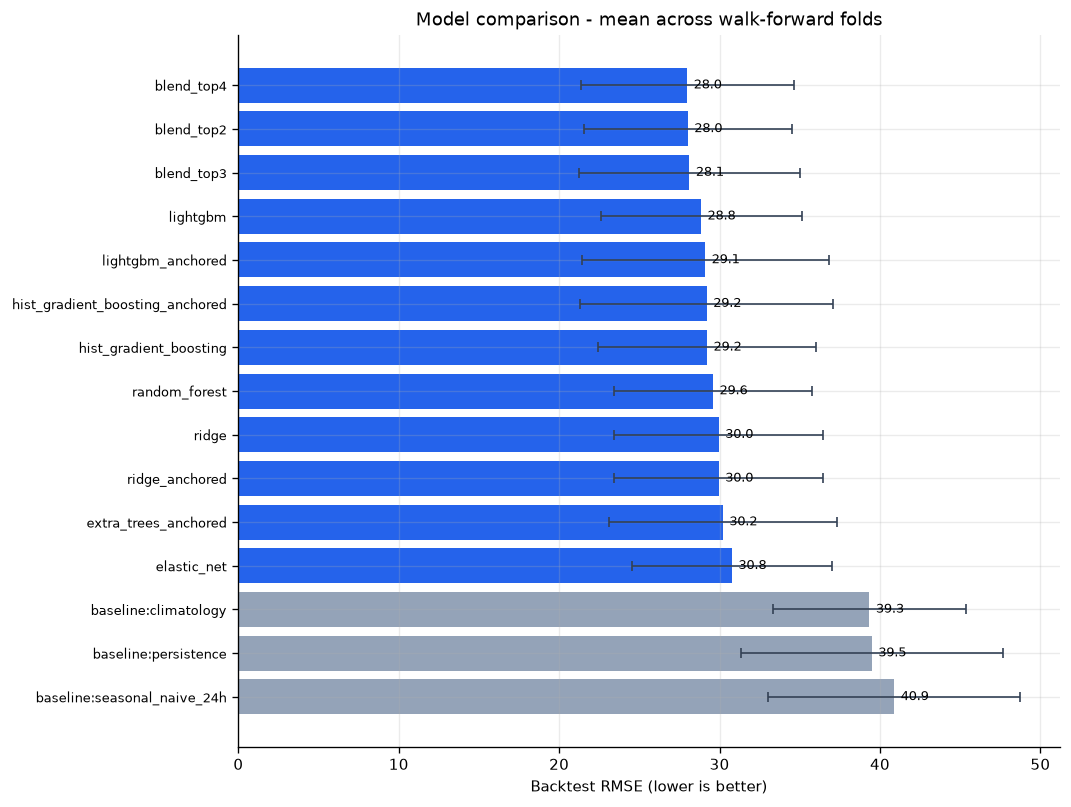 Model comparison - mean across walk-forward folds
blend_top4 28.0
blend_top2 28.0
blend_top3 28.1
lightgbm 28.8
lightgbm_anchored 29.1
hist_gradient_boosting_anchored 29.2
hist_gradient_boosting 29.2
random_forest 29.6
ridge 30.0
ridge_anchored 30.0
extra_trees_anchored 30.2
elastic_net 30.8
baseline:climatology 39.3
baseline:persistence 39.5
baseline:seasonal_naive_24h 40.9
0 10 20 30 40 50
Backtest RMSE (lower is better)